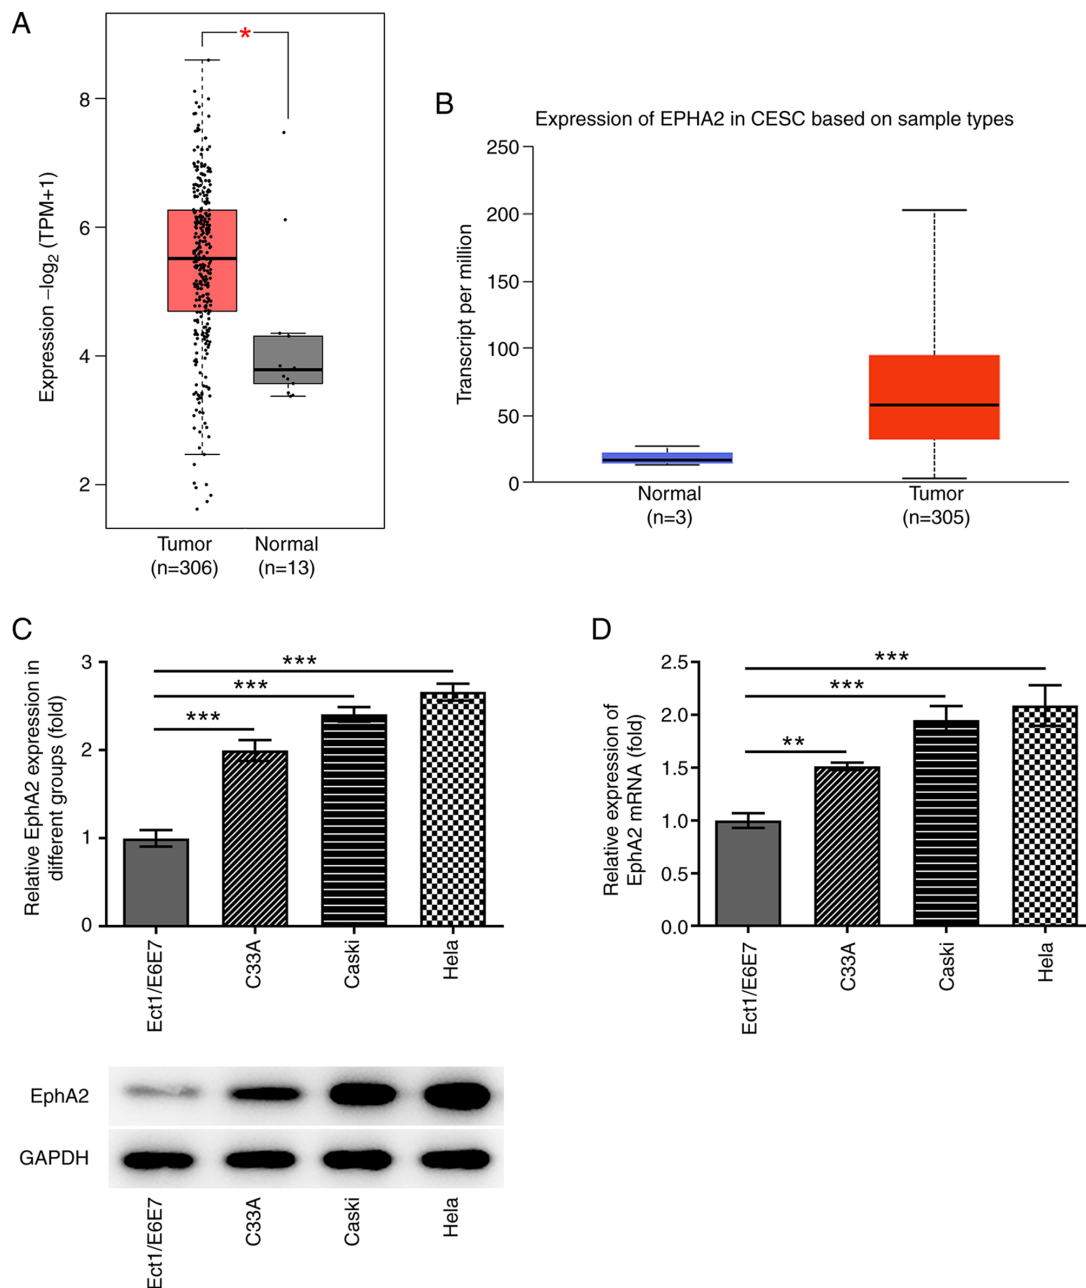 A
*
8
6
4
2
Expression –log2 (TPM+1)
Tumor
(n=306)
Normal
(n=13)
B
Expression of EPHA2 in CESC based on sample types
250
200
150
100
50
0
Transcript per million
Normal
(n=3)
Tumor
(n=305)
C
Relative EphA2 expression in
different groups (fold)
3
2
1
0
***
***
***
Ect1/E6E7
C33A
Caski
Hela
EphA2
GAPDH
Ect1/E6E7
C33A
Caski
Hela
D
Relative expression of
EphA2 mRNA (fold)
2.5
2.0
1.5
1.0
0.5
0.0
***
***
**
Ect1/E6E7
C33A
Caski
Hela